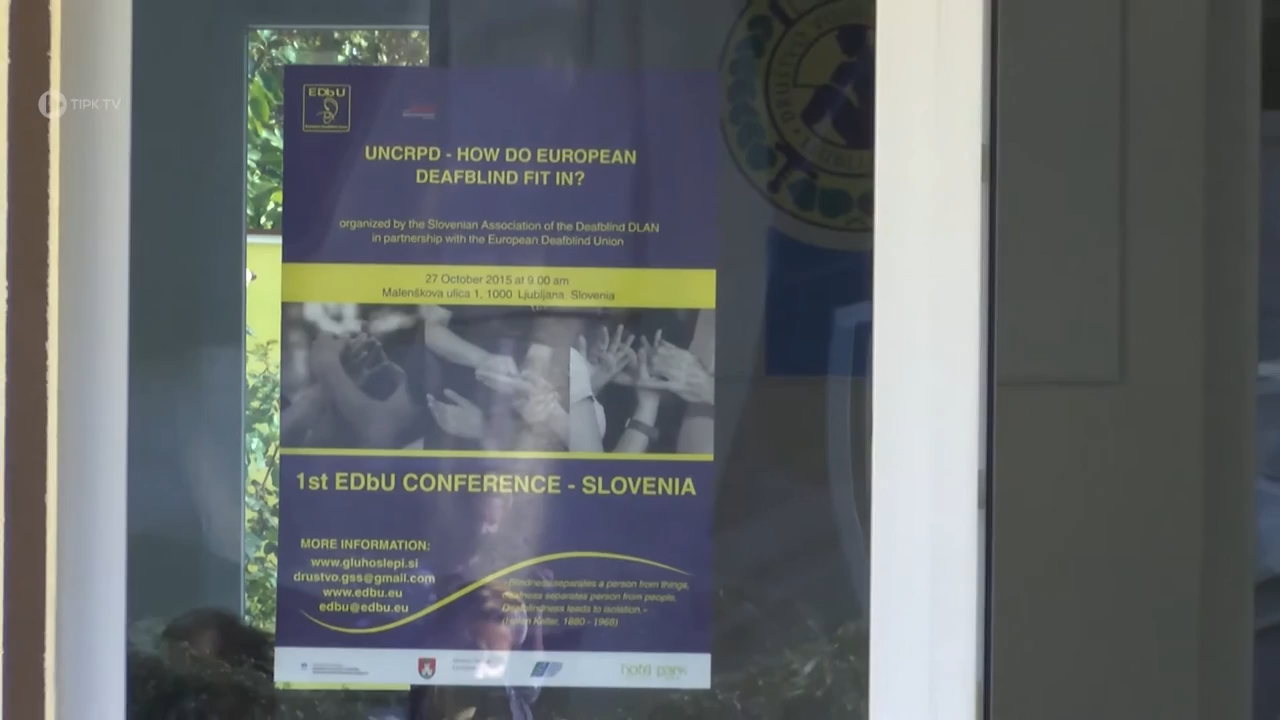 TIPK TV
EDbU
UNCRPD - HOW DO EUROPEAN
DEAFBLIND FIT IN?
organized by the Slovenian Association of the Deafblind DLAN
in partnership with the European Deafblind Union
27 October 2015 at 9.00 am
Malenškova ulica 1, 1000 Ljubljana, Slovenia
1st EDbU CONFERENCE - SLOVENIA
MORE INFORMATION:
www.gluhoslepi.si
drustvo.gss@gmail.com
www.edbu.eu
edbu@edbu.eu
Blindness separates a person from things,
deafness separates person from people,
Deafblindness leads to isolation.
(Helen Keller, 1880 - 1968)
hotel park
DRUŠTVO